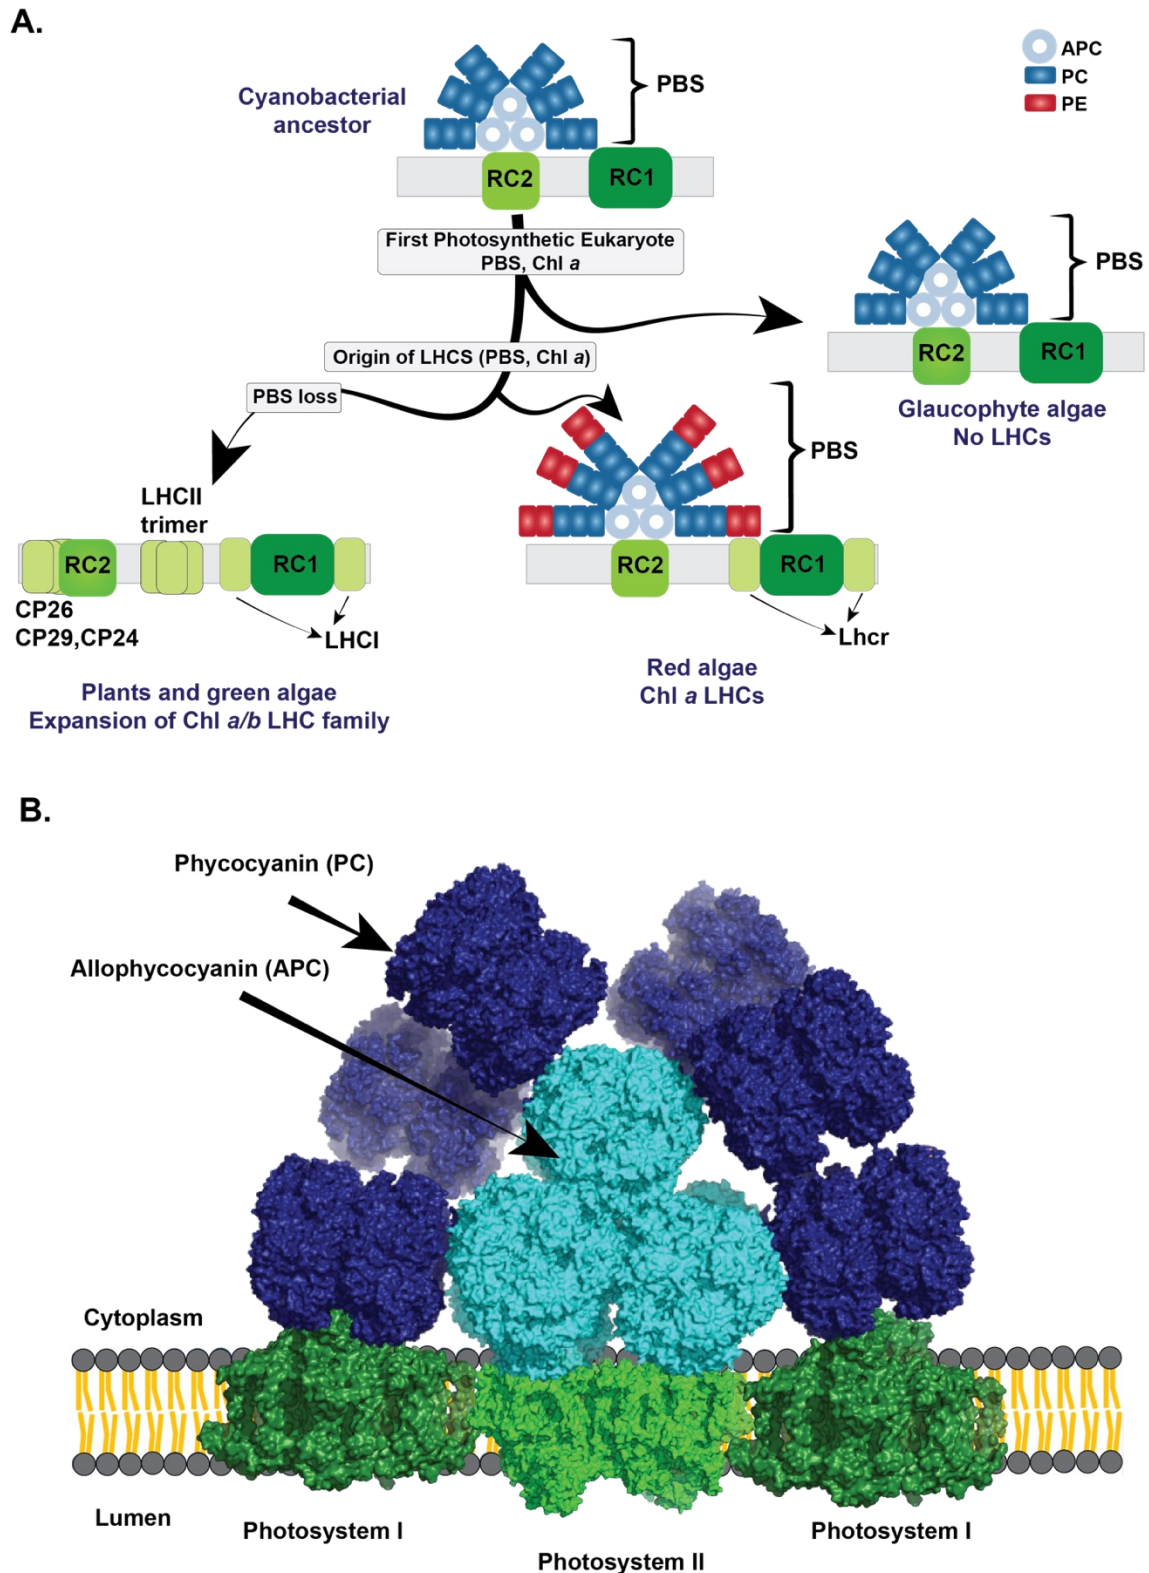 A.
APC
PC
PE
PBS
Cyanobacterial
ancestor
RC2
RC1
First Photosynthetic Eukaryote
PBS, Chl a
PBS
RC2
RC1
Glaucophyte algae
No LHCs
Origin of LHCS (PBS, Chl a)
PBS loss
PBS
LHCII
trimer
RC2
RC1
CP26
CP29,CP24
LHCI
Plants and green algae
Expansion of Chl a/b LHC family
RC2
RC1
Lhcr
Red algae
Chl a LHCs
B.
Phycocyanin (PC)
Allophycocyanin (APC)
Cytoplasm
Lumen
Photosystem I
Photosystem II
Photosystem I